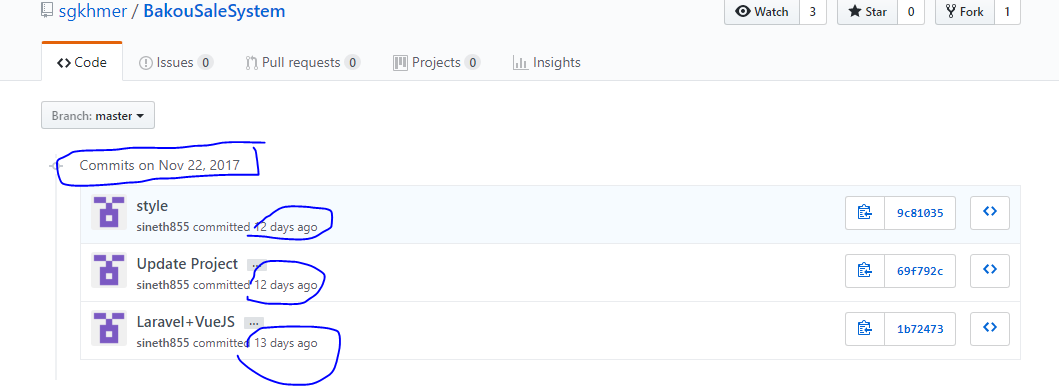 sgkhmer / BakouSaleSystem
Watch 3 Star 0 Fork 1
Code Issues 0 Pull requests 0 Projects 0 Insights
Branch: master
Commits on Nov 22, 2017
style
sineth855 committed 12 days ago
9c81035
Update Project ...
sineth855 committed 12 days ago
69f792c
Laravel+VueJS ...
sineth855 committed 13 days ago
1b72473